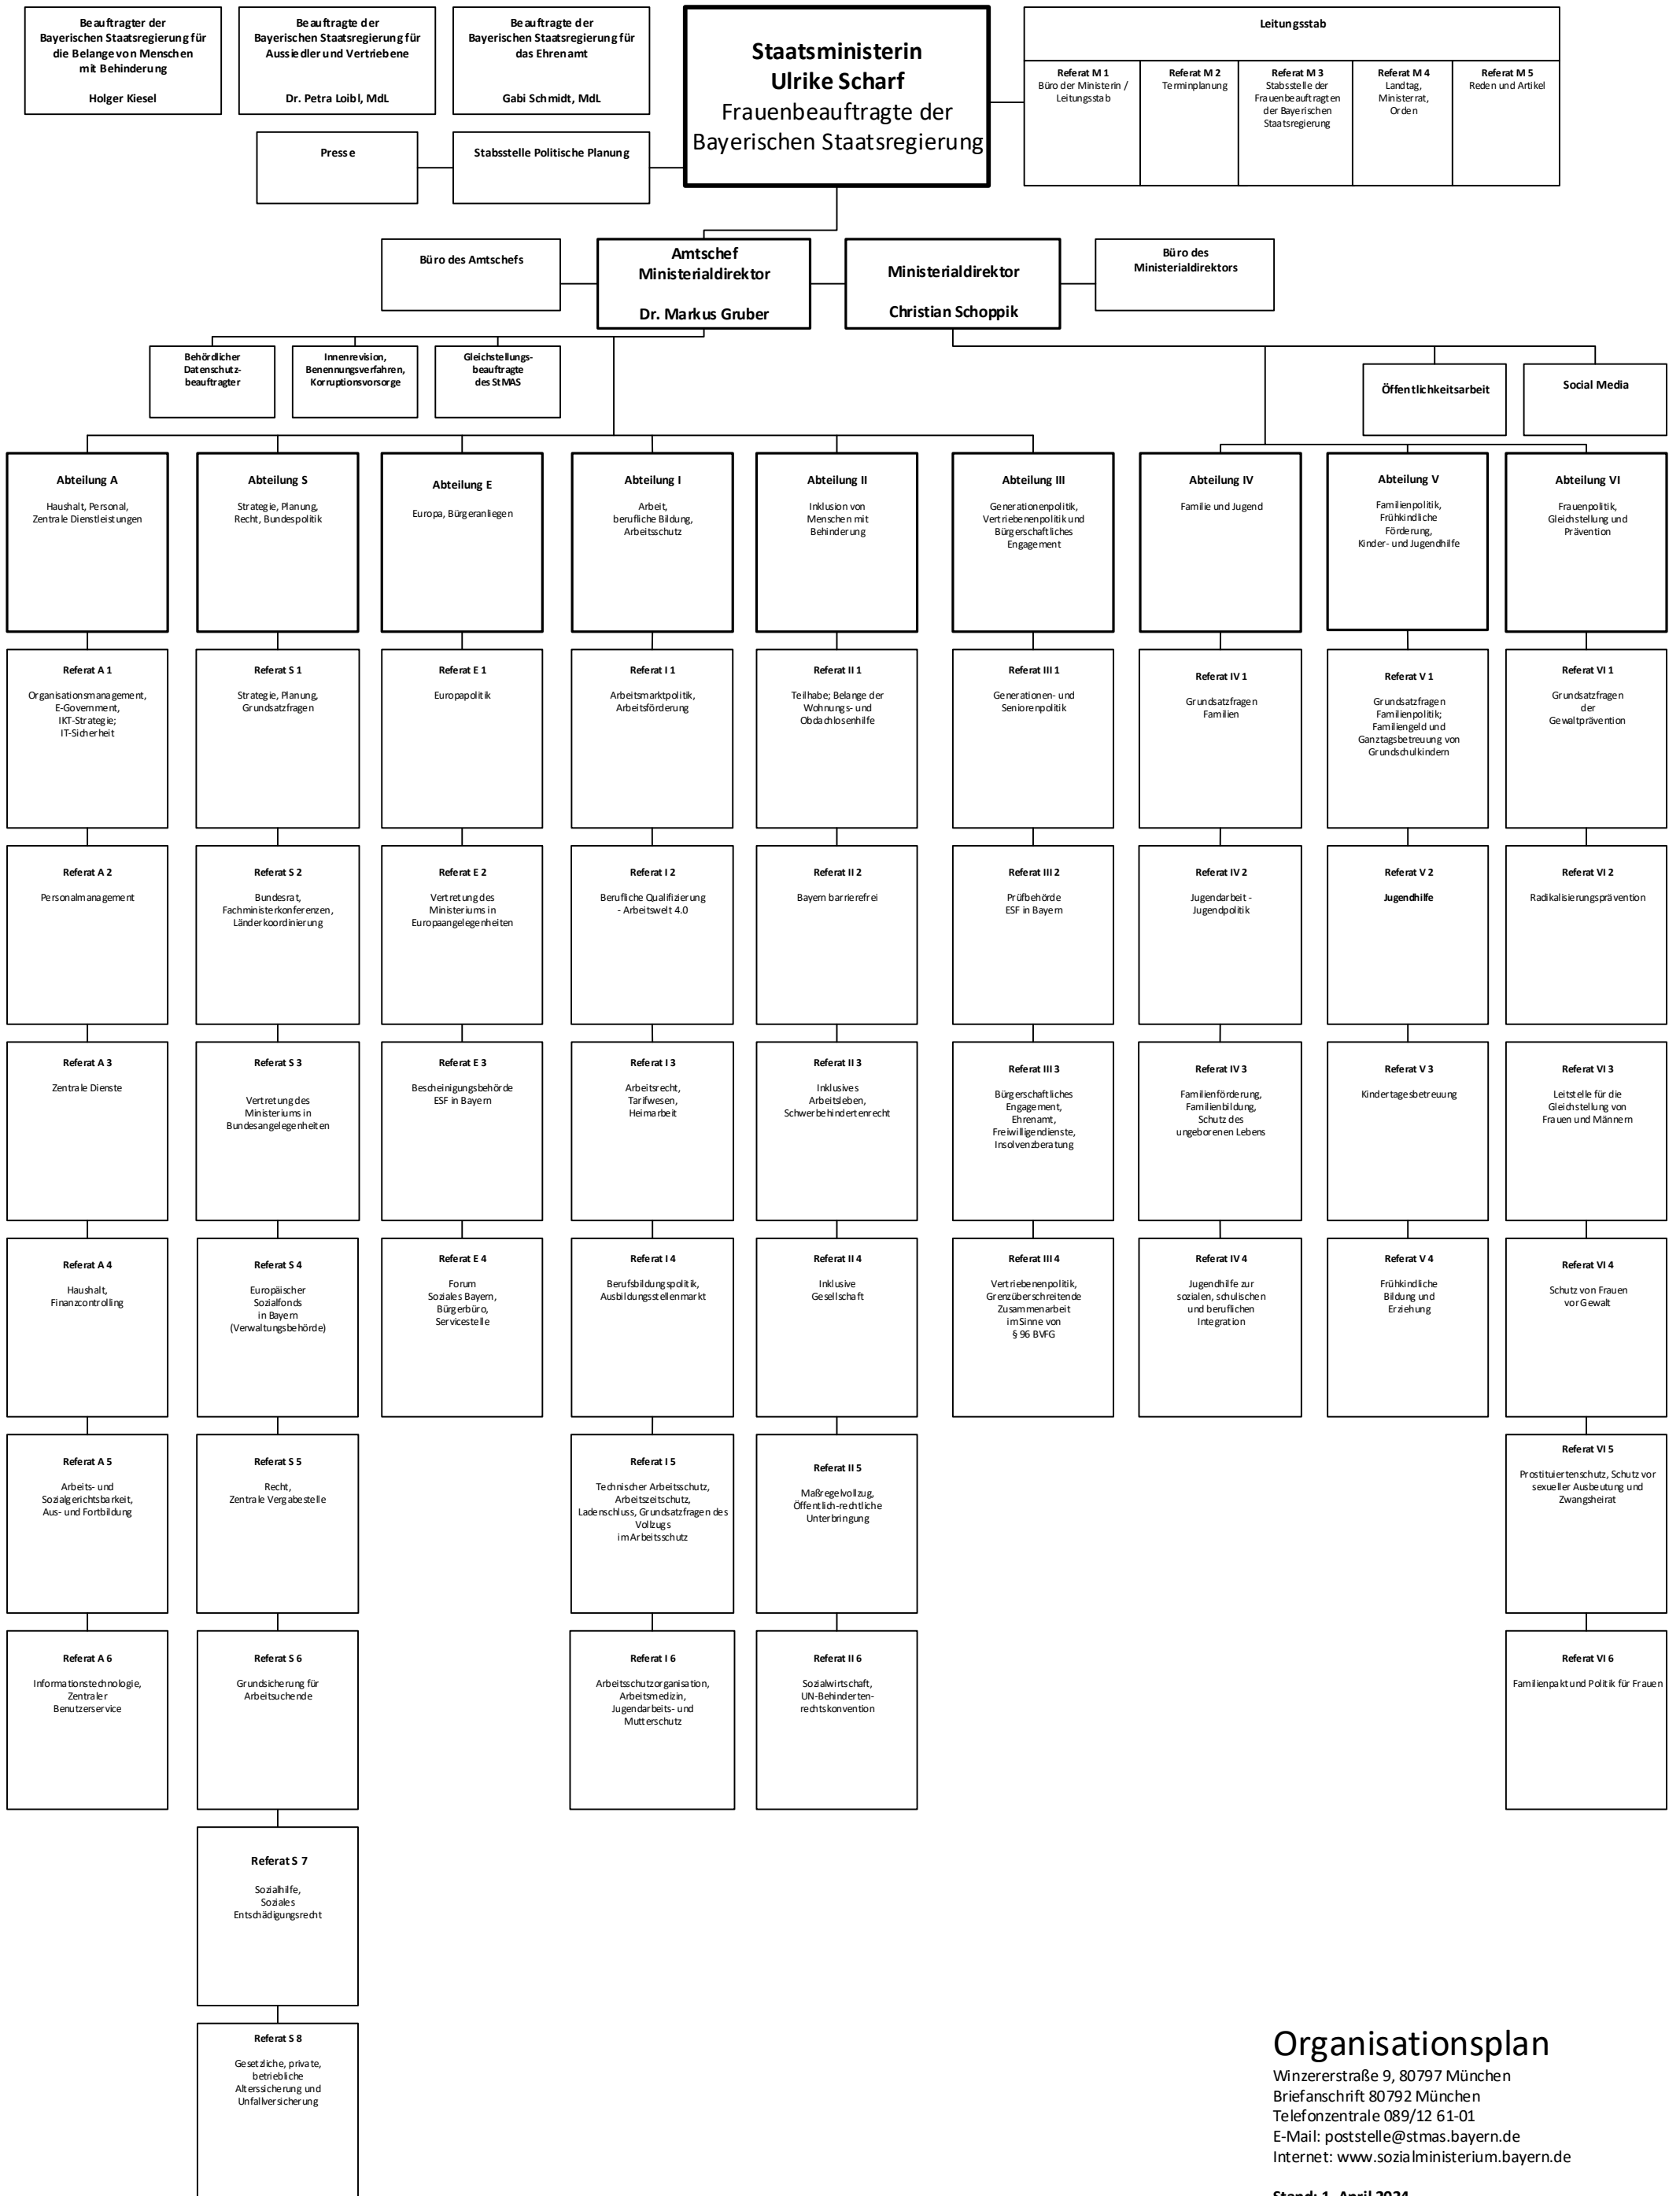 Beauftragter der
Bayerischen Staatsregierung für
die Belange von Menschen
mit Behinderung
Holger Kiesel
Beauftragte der
Bayerischen Staatsregierung für
Aussiedler und Vertriebene
Dr. Petra Loibl, MdL
Beauftragte der
Bayerischen Staatsregierung für
das Ehrenamt
Gabi Schmidt, MdL
Staatsministerin
Ulrike Scharf
Frauenbeauftragte der
Bayerischen Staatsregierung
Leitungsstab
Referat M 1
Büro der Ministerin /
Leitungsstab
Referat M 2
Terminplanung
Referat M 3
Stabsstelle der
Frauenbeauftragten
der Bayerischen
Staatsregierung
Referat M 4
Landtag,
Ministerrat,
Orden
Referat M 5
Reden und Artikel
Presse
Stabsstelle Politische Planung
Büro des Amtschefs
Amtschef
Ministerialdirektor
Dr. Markus Gruber
Ministerialdirektor
Christian Schoppik
Büro des
Ministerialdirektors
Behördlicher
Datenschutz-
beauftragter
Innenrevision,
Benennungsverfahren,
Korruptionsvorsorge
Gleichstellungs-
beauftragte
des StMAS
Öffentlichkeitsarbeit
Social Media
Abteilung A
Haushalt, Personal,
Zentrale Dienstleistungen
Abteilung S
Strategie, Planung,
Recht, Bundespolitik
Abteilung E
Europa, Bürgeranliegen
Abteilung I
Arbeit,
berufliche Bildung,
Arbeitsschutz
Abteilung II
Inklusion von
Menschen mit
Behinderung
Abteilung III
Generationenpolitik,
Vertriebenenpolitik und
Bürgerschaftliches
Engagement
Abteilung IV
Familie und Jugend
Abteilung V
Familienpolitik,
Frühkindliche
Förderung,
Kinder- und Jugendhilfe
Abteilung VI
Frauenpolitik,
Gleichstellung und
Prävention
Referat A 1
Organisationsmanagement,
E-Government,
IKT-Strategie;
IT-Sicherheit
Referat S 1
Strategie, Planung,
Grundsatzfragen
Referat E 1
Europapolitik
Referat I 1
Arbeitsmarktpolitik,
Arbeitsförderung
Referat II 1
Teilhabe; Belange der
Wohnungs- und
Obdachlosenhilfe
Referat III 1
Generationen- und
Seniorenpolitik
Referat IV 1
Grundsatzfragen
Familien
Referat V 1
Grundsatzfragen
Familienpolitik;
Familiengeld und
Ganztagsbetreuung von
Grundschulkindern
Referat VI 1
Grundsatzfragen
der
Gewaltprävention
Referat A 2
Personalmanagement
Referat S 2
Bundesrat,
Fachministerkonferenzen,
Länderkoordinierung
Referat E 2
Vertretung des
Ministeriums in
Europaangelegenheiten
Referat I 2
Berufliche Qualifizierung
- Arbeitswelt 4.0
Referat II 2
Bayern barrierefrei
Referat III 2
Prüfbehörde
ESF in Bayern
Referat IV 2
Jugendarbeit -
Jugendpolitik
Referat V 2
Jugendhilfe
Referat VI 2
Radikalisierungsprävention
Referat A 3
Zentrale Dienste
Referat S 3
Vertretung des
Ministeriums in
Bundesangelegenheiten
Referat E 3
Bescheinigungsbehörde
ESF in Bayern
Referat I 3
Arbeitsrecht,
Tarifwesen,
Heimarbeit
Referat II 3
Inklusives
Arbeitsleben,
Schwerbehindertenrecht
Referat III 3
Bürgerschaftliches
Engagement,
Ehrenamt,
Freiwilligendienste,
Insolvenzberatung
Referat IV 3
Familienförderung,
Familienbildung,
Schutz des
ungeborenen Lebens
Referat V 3
Kindertagesbetreuung
Referat VI 3
Leitstelle für die
Gleichstellung von
Frauen und Männern
Referat A 4
Haushalt,
Finanzcontrolling
Referat S 4
Europäischer
Sozialfonds
in Bayern
(Verwaltungsbehörde)
Referat E 4
Forum
Soziales Bayern,
Bürgerbüro,
Servicestelle
Referat I 4
Berufsbildungspolitik,
Ausbildungsstellenmarkt
Referat II 4
Inklusive
Gesellschaft
Referat III 4
Vertriebenenpolitik,
Grenzüberschreitende
Zusammenarbeit
im Sinne von
§ 96 BVFG
Referat IV 4
Jugendhilfe zur
sozialen, schulischen
und beruflichen
Integration
Referat V 4
Frühkindliche
Bildung und
Erziehung
Referat VI 4
Schutz von Frauen
vor Gewalt
Referat A 5
Arbeits- und
Sozialgerichtsbarkeit,
Aus- und Fortbildung
Referat S 5
Recht,
Zentrale Vergabestelle
Referat I 5
Technischer Arbeitsschutz,
Arbeitszeitschutz,
Ladenschluss, Grundsatzfragen des
Vollzugs
im Arbeitsschutz
Referat II 5
Maßregelvollzug,
Öffentlich-rechtliche
Unterbringung
Referat VI 5
Prostituiertenschutz, Schutz vor
sexueller Ausbeutung und
Zwangsheirat
Referat A 6
Informationstechnologie,
Zentraler
Benutzerservice
Referat S 6
Grundsicherung für
Arbeitsuchende
Referat I 6
Arbeitsschutzorganisation,
Arbeitsmedizin,
Jugendarbeits- und
Mutterschutz
Referat II 6
Sozialwirtschaft,
UN-Behinderten-
rechtskonvention
Referat VI 6
Familienpakt und Politik für Frauen
Referat S 7
Sozialhilfe,
Soziales
Entschädigungsrecht
Referat S 8
Gesetzliche, private,
betriebliche
Alterssicherung und
Unfallversicherung
Organisationsplan
Winzererstraße 9, 80797 München
Briefanschrift 80792 München
Telefonzentrale 089/12 61-01
E-Mail: poststelle@stmas.bayern.de
Internet: www.sozialministerium.bayern.de
Stand: 1. April 2024